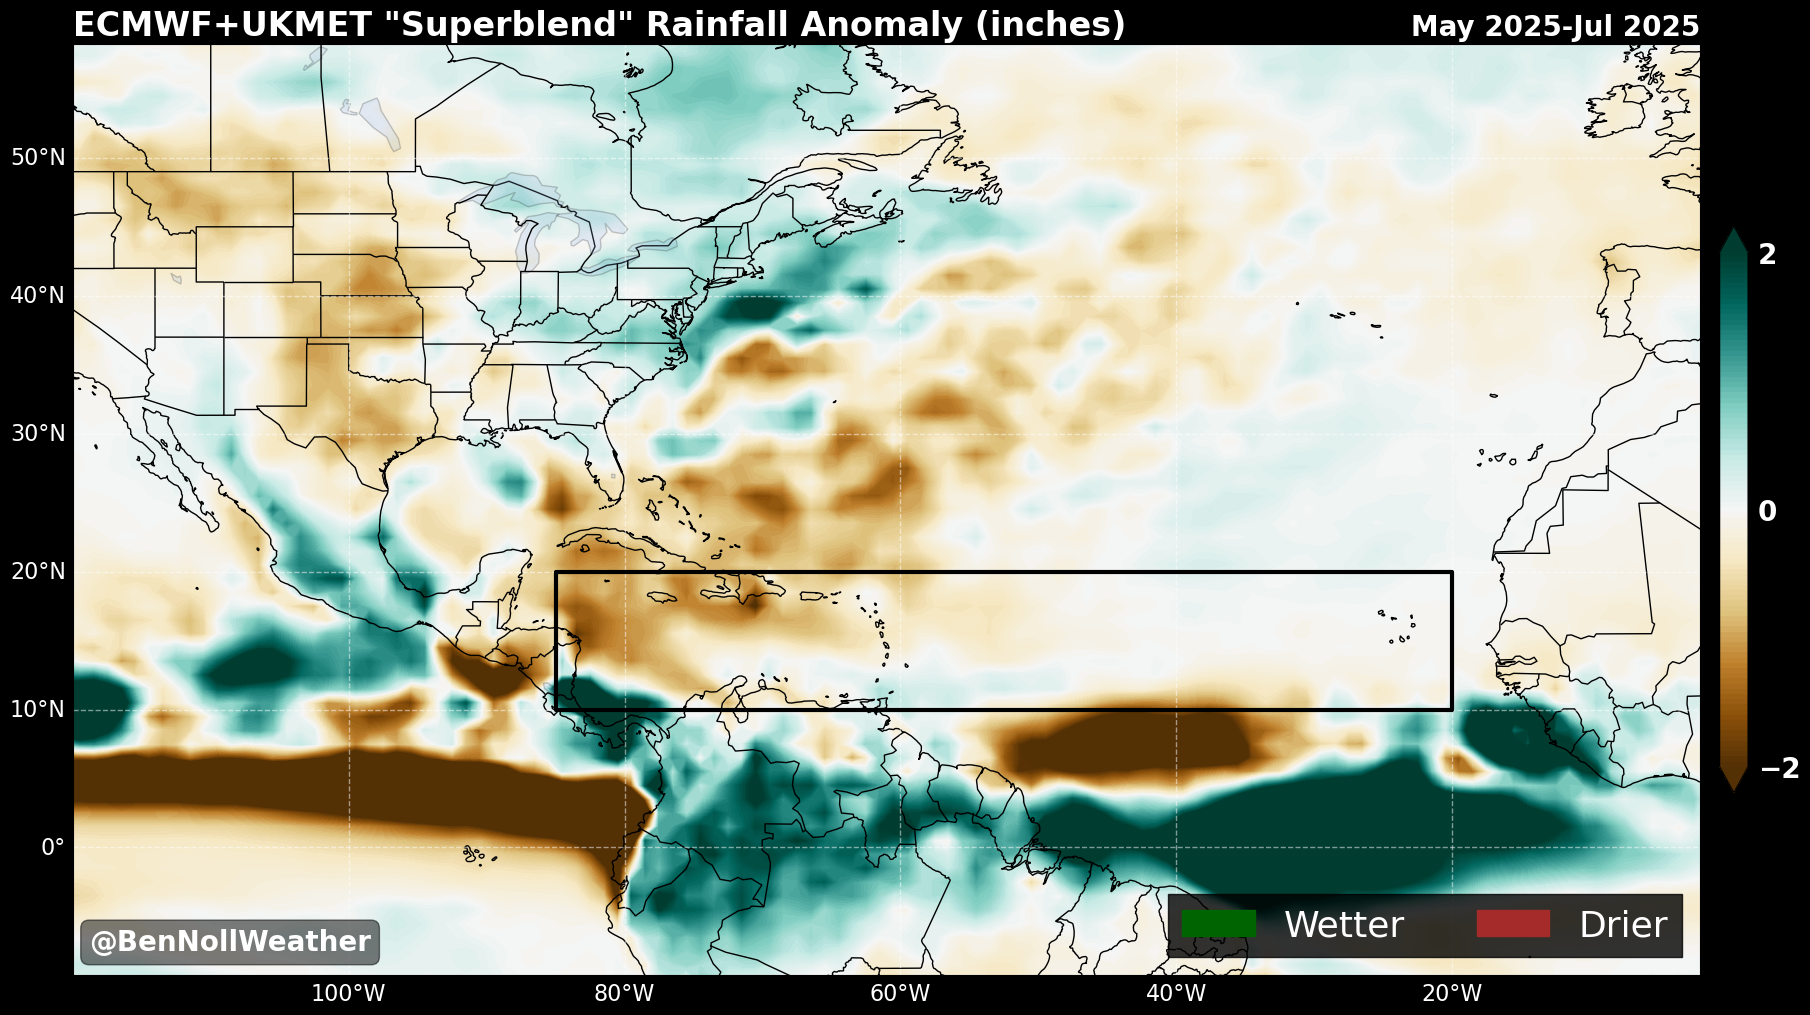 ECMWF+UKMET "Superblend" Rainfall Anomaly (inches)
May 2025-Jul 2025
50°N
40°N
30°N
20°N
10°N
0°
2
0
−2
@BenNollWeather
Wetter
Drier
100°W
80°W
60°W
40°W
20°W